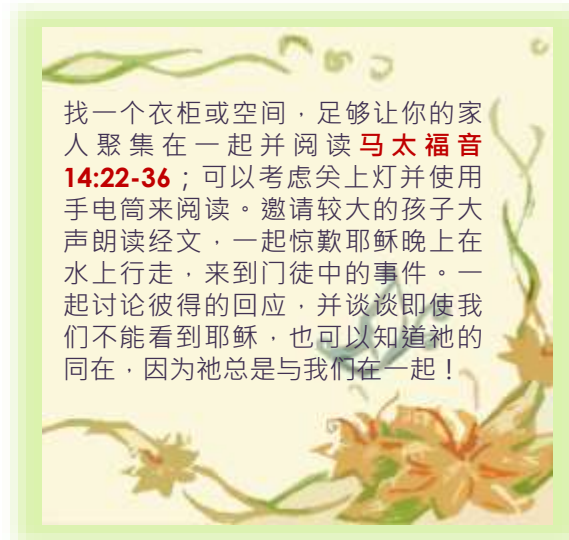 找一个衣柜或空间，足够让你的家
人聚集在一起并阅读马太福音
14:22-36；可以考虑关上灯并使用
手电筒来阅读。邀请较大的孩子大
声朗读经文，一起惊歎耶稣晚上在
水上行走，来到门徒中的事件。一
起讨论彼得的回应，并谈谈即使我
们不能看到耶稣，也可以知道祂的
同在，因为祂总是与我们在一起！